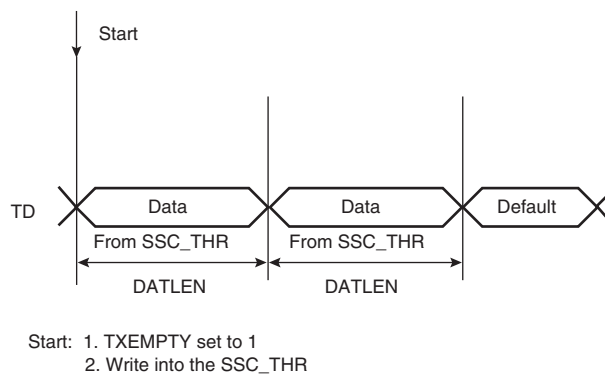 Start
TD
Data
Data
Default
From SSC_THR
From SSC_THR
DATLEN
DATLEN
Start: 1. TXEMPTY set to 1
2. Write into the SSC_THR